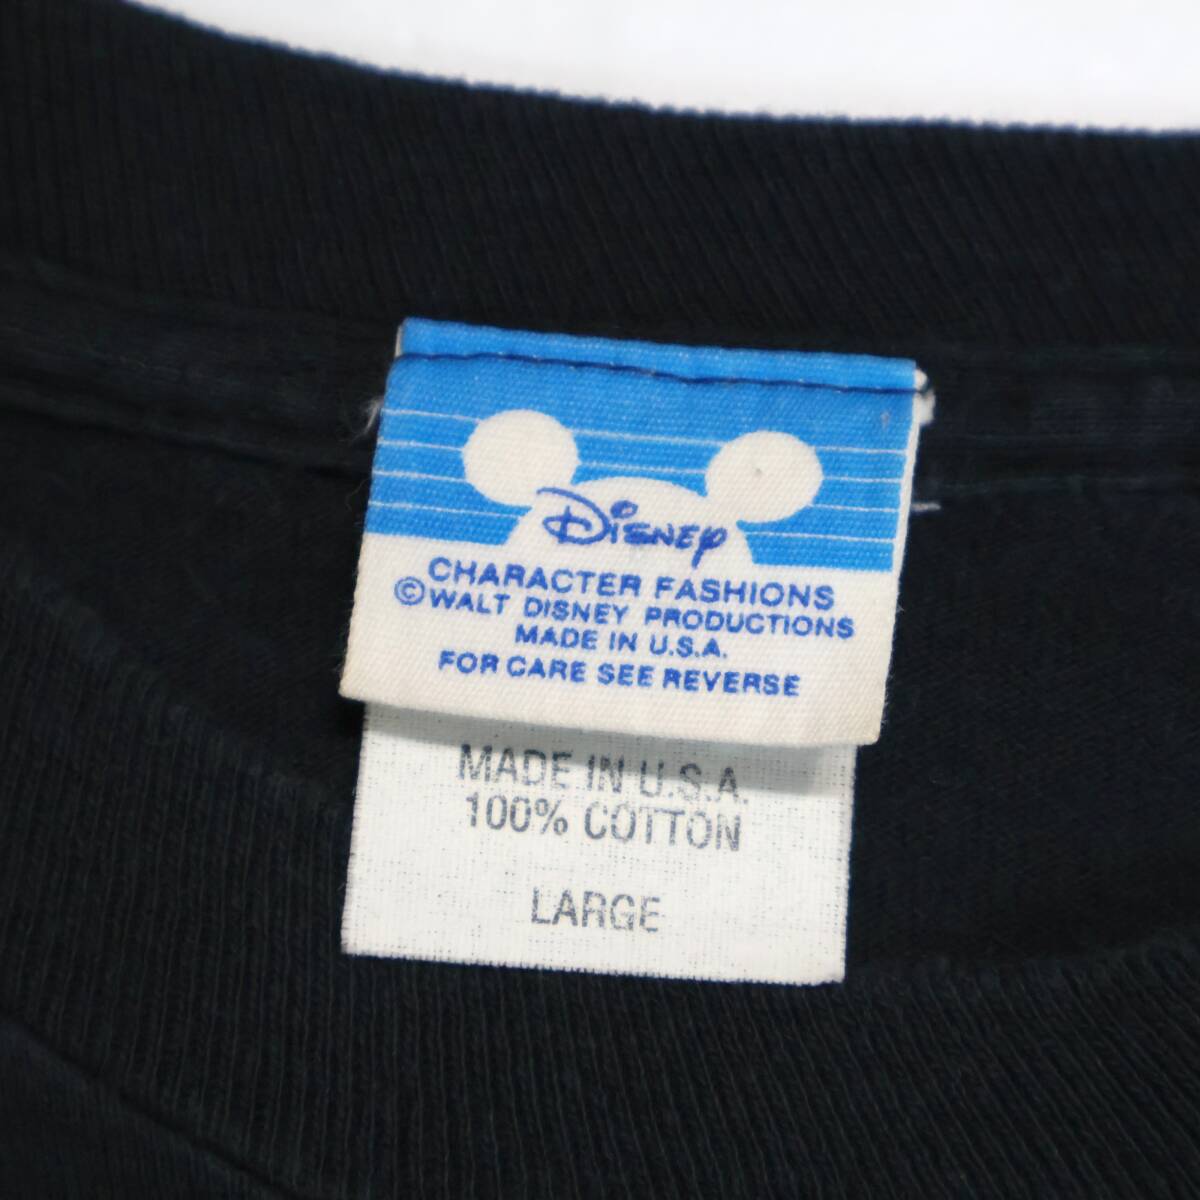 Disney
CHARACTER FASHIONS
©WALT DISNEY PRODUCTIONS
MADE IN U.S.A.
FOR CARE SEE REVERSE
MADE IN U.S.A.
100% COTTON
LARGE